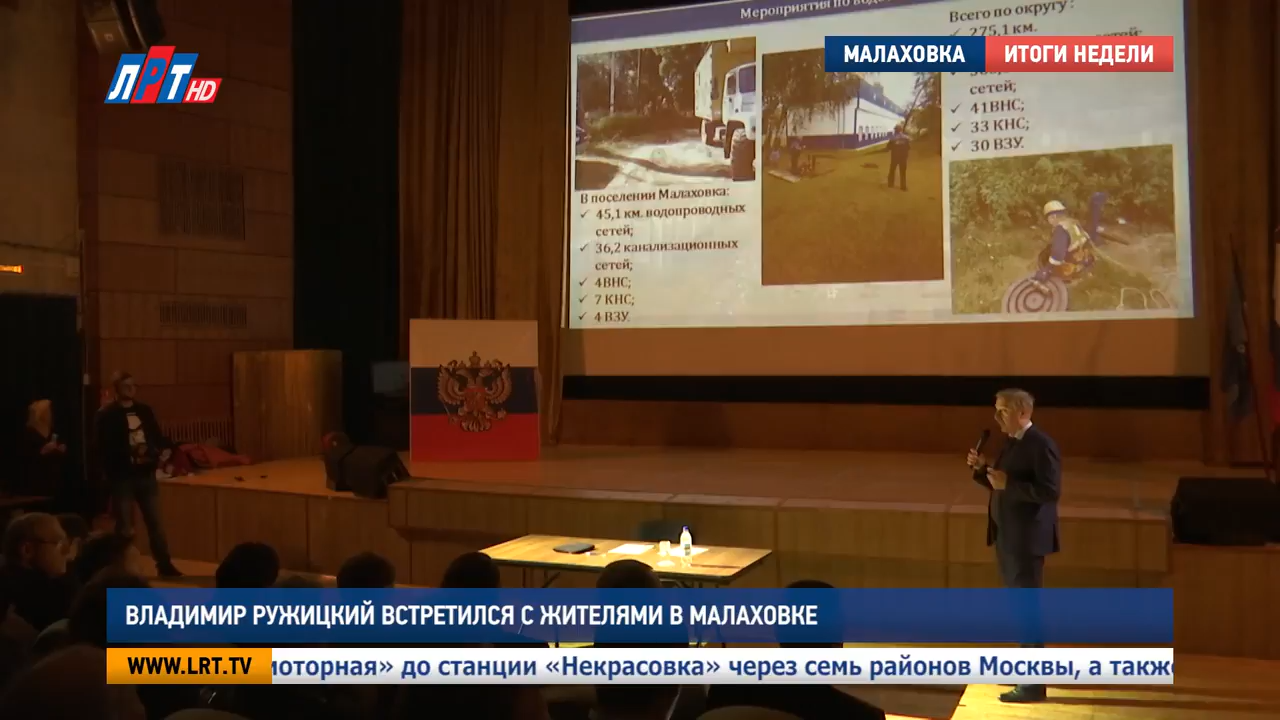 ЛРТ HD
МАЛАХОВКА ИТОГИ НЕДЕЛИ
Мероприятия по
Всего по округу :
✓ 275,1 км.
сетей;
✓ 41ВНС;
✓ 33 КНС;
✓ 30 ВЗУ.
В поселении Малаховка:
✓ 45,1 км. водопроводных
сетей;
✓ 36,2 канализационных
сетей;
✓ 4ВНС;
✓ 7 КНС;
✓ 4 ВЗУ.
ВЛАДИМИР РУЖИЦКИЙ ВСТРЕТИЛСЯ С ЖИТЕЛЯМИ В МАЛАХОВКЕ
WWW.LRT.TV моторная» до станции «Некрасовка» через семь районов Москвы, а также